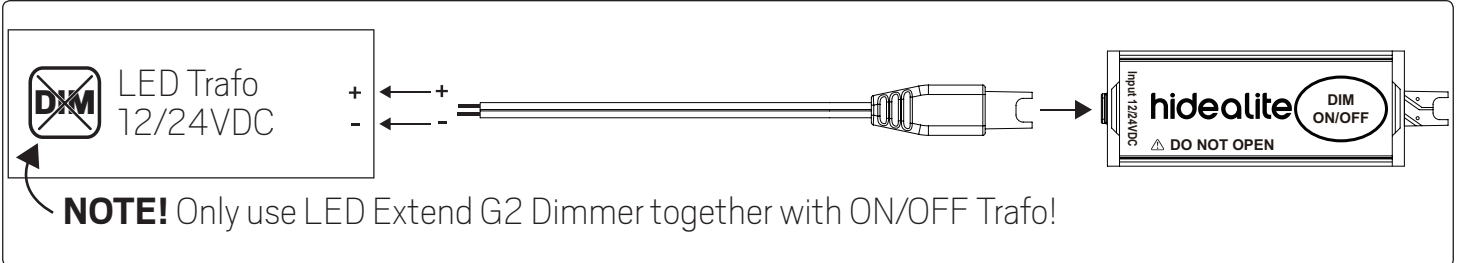 DIM
LED Trafo
12/24VDC
+
-
+
-
Input 12/24VDC
hidealite
DIM
ON/OFF
⚠ DO NOT OPEN
NOTE! Only use LED Extend G2 Dimmer together with ON/OFF Trafo!